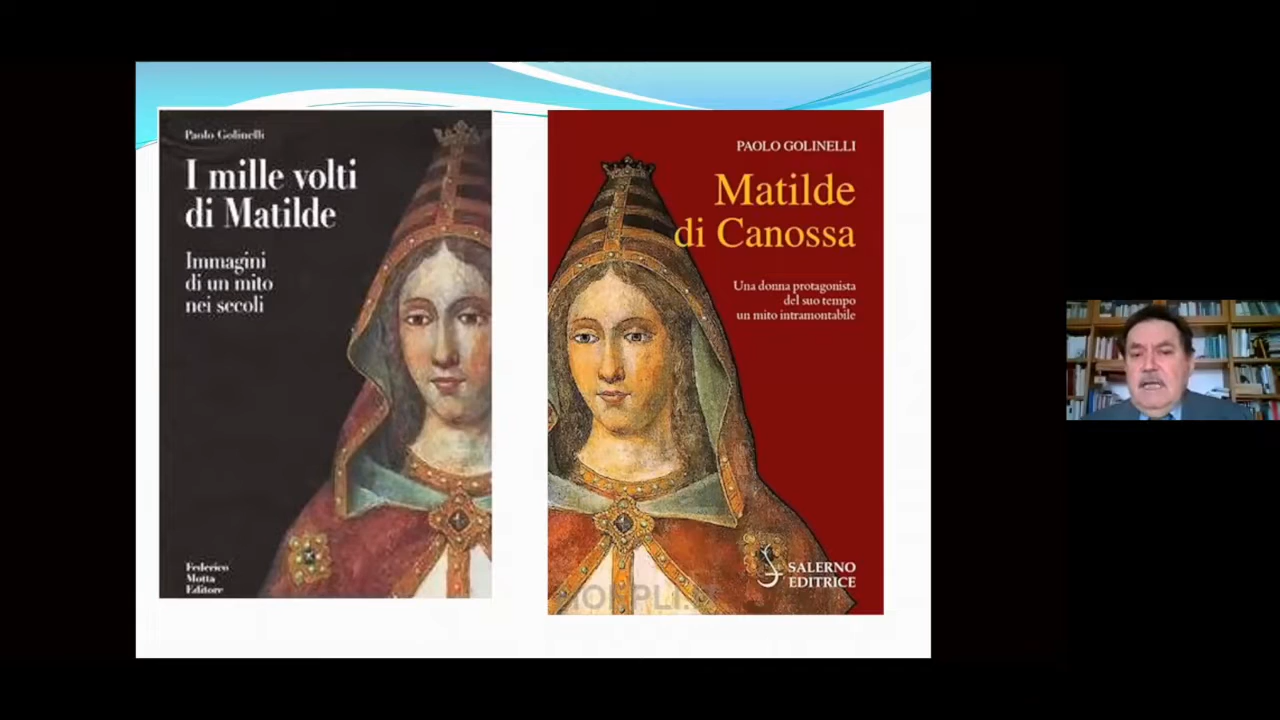 Paolo Golinelli
I mille volti
di Matilde
Immagini
di un mito
nei secoli
Federico
Motta
Editore
PAOLO GOLINELLI
Matilde
di Canossa
Una donna protagonista
del suo tempo
un mito intramontabile
SALERNO
EDITRICE